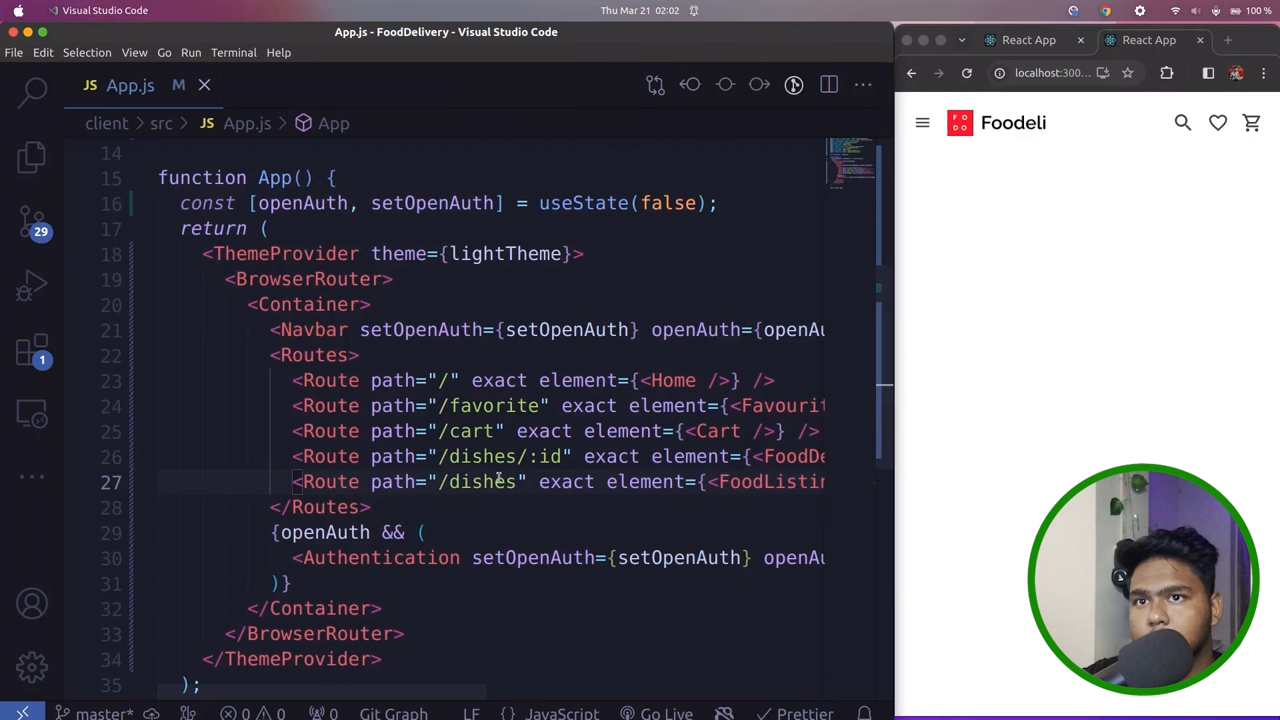 Visual Studio Code
Thu Mar 21 02:02
100 %
App.js - FoodDelivery - Visual Studio Code
File Edit Selection View Go Run Terminal Help
JS App.js M
client > src > JS App.js > App
14
15 function App() {
16 const [openAuth, setOpenAuth] = useState(false);
17 return (
18 <ThemeProvider theme={lightTheme}>
19 <BrowserRouter>
20 <Container>
21 <Navbar setOpenAuth={setOpenAuth} openAuth={openAu
22 <Routes>
23 <Route path="/" exact element={<Home />} />
24 <Route path="/favorite" exact element={<Favourit
25 <Route path="/cart" exact element={<Cart />} />
26 <Route path="/dishes/:id" exact element={<FoodDe
27 <Route path="/dishes" exact element={<FoodListin
28 </Routes>
29 {openAuth && (
30 <Authentication setOpenAuth={setOpenAuth} openA
31 )}
32 </Container>
33 </BrowserRouter>
34 </ThemeProvider>
35 );
29
1
master* 0 0 0 Git Graph LF {} JavaScript Go Live Prettier
React App React App
localhost:300...
FO
DO
Foodeli